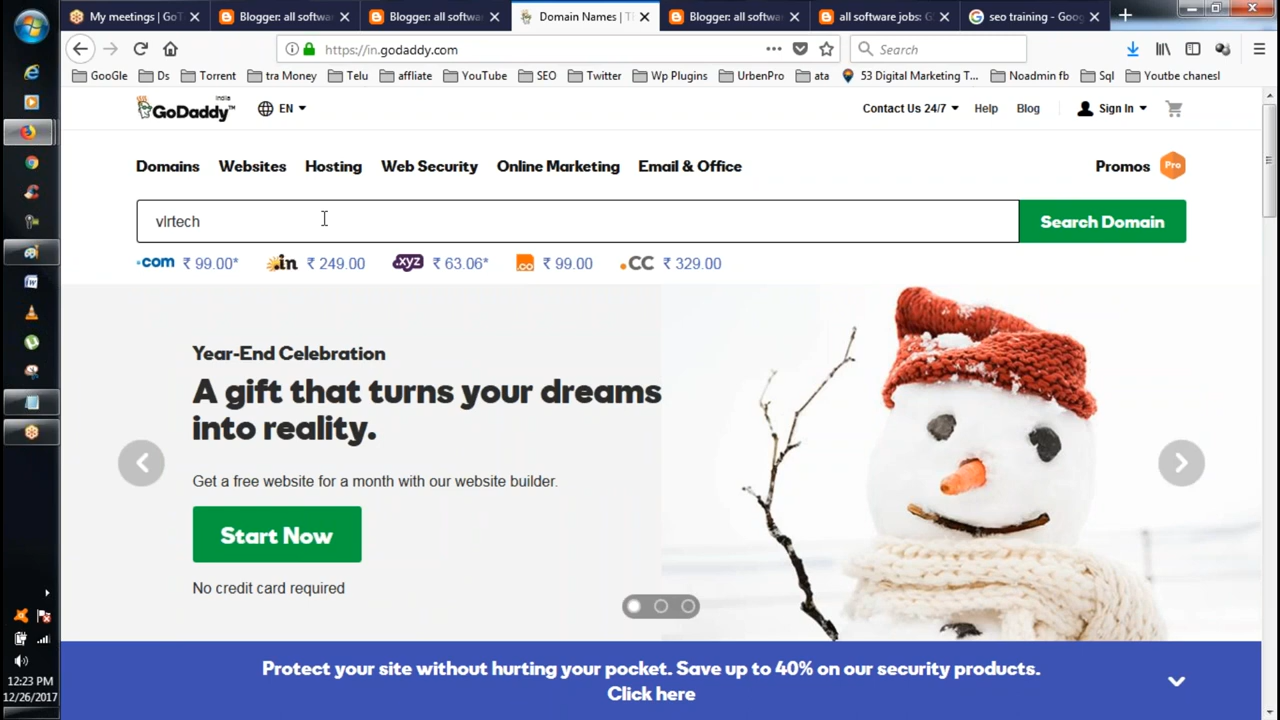 My meetings | GoT
Blogger: all softwa
Blogger: all softwa
Domain Names | T
Blogger: all softwa
all software jobs: G
seo training - Goog
https://in.godaddy.com
Search
GooGle
Ds
Torrent
tra Money
Telu
affliate
YouTube
SEO
Twitter
Wp Plugins
UrbenPro
ata
53 Digital Marketing T...
Noadmin fb
Sql
Youtbe chanesl
india
GoDaddy™
EN
Contact Us 24/7
Help
Blog
Sign In
Domains
Websites
Hosting
Web Security
Online Marketing
Email & Office
Promos
Pro
vlrtech
Search Domain
.com ₹ 99.00*
.in ₹ 249.00
.xyz ₹ 63.06*
.co ₹ 99.00
.CC ₹ 329.00
Year-End Celebration
A gift that turns your dreams
into reality.
Get a free website for a month with our website builder.
Start Now
No credit card required
Protect your site without hurting your pocket. Save up to 40% on our security products.
Click here
12:23 PM
12/26/2017